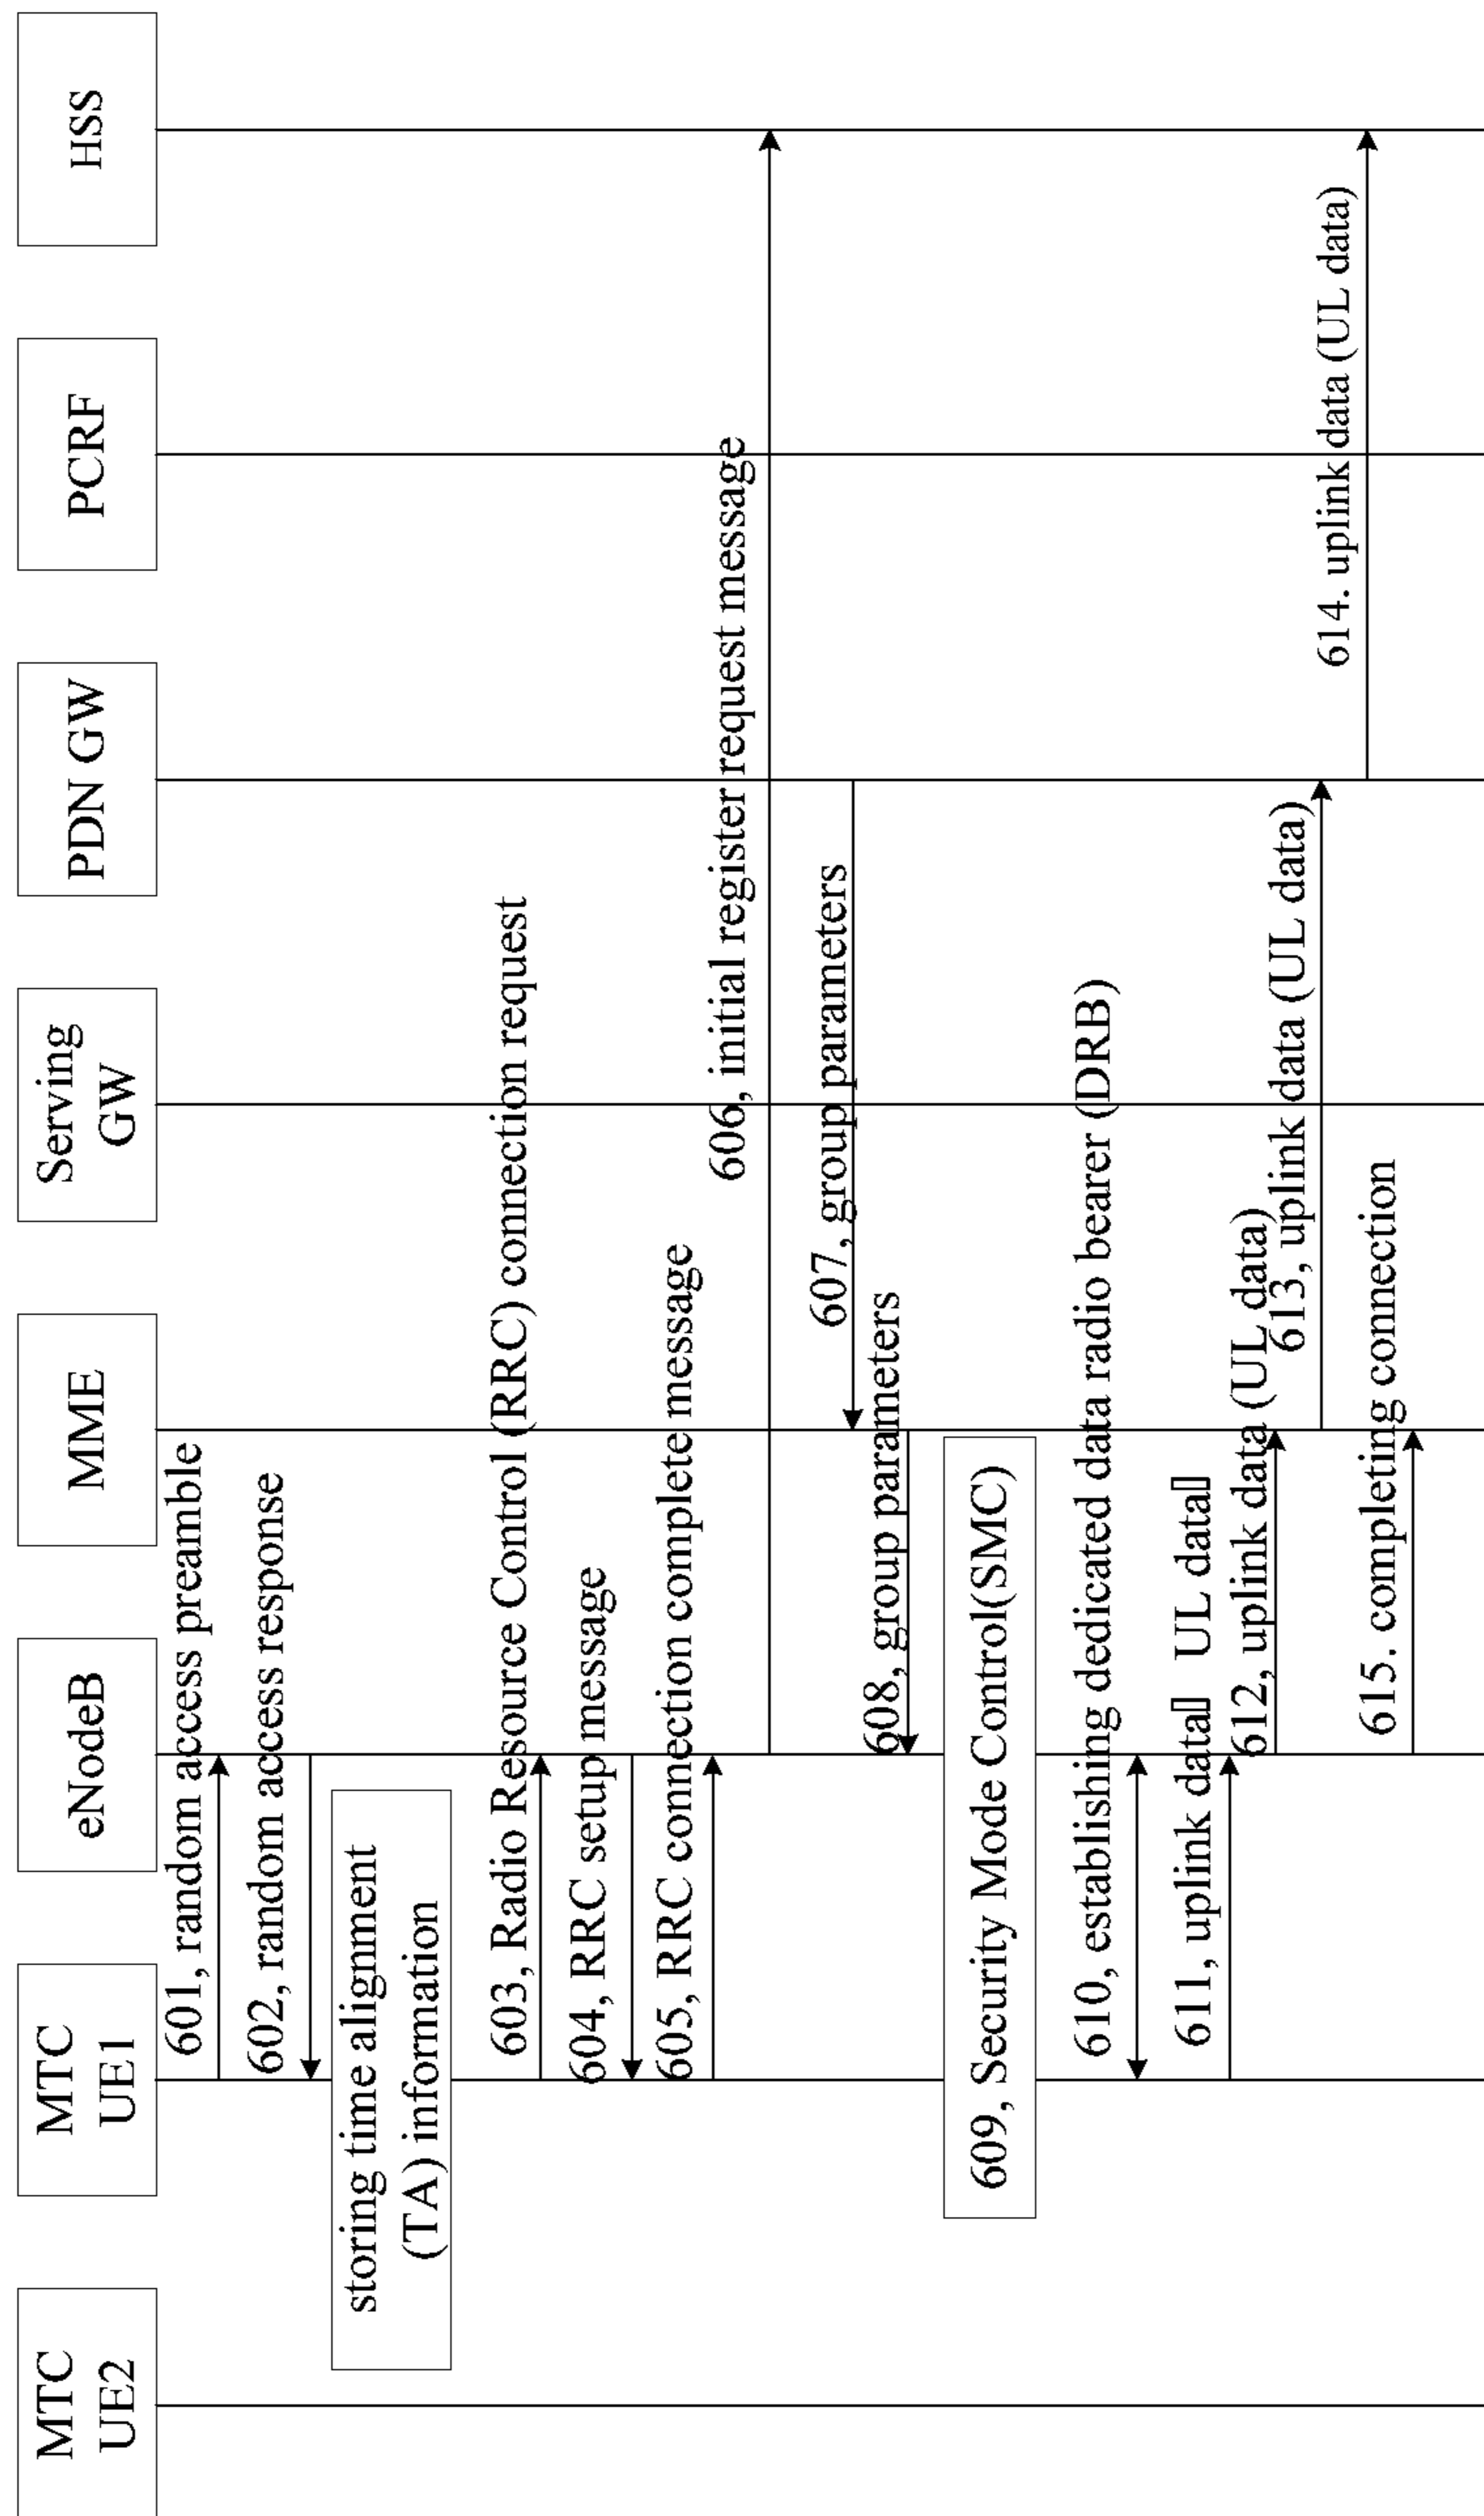 MTC
UE2
MTC
UE1
eNodeB
MME
Serving
GW
PDN GW
PCRF
HSS
601, random access preamble
602, random access response
storing time alignment
(TA) information
603, Radio Resource Control (RRC) connection request
604, RRC setup message
605, RRC connection complete message
606, initial register request message
607, group parameters
608, group parameters
609, Security Mode Control(SMC)
610, establishing dedicated data radio bearer (DRB)
611, uplink data▯ UL data▯
612, uplink data (UL data)
613, uplink data (UL data)
614. uplink data (UL data)
615. completing connection